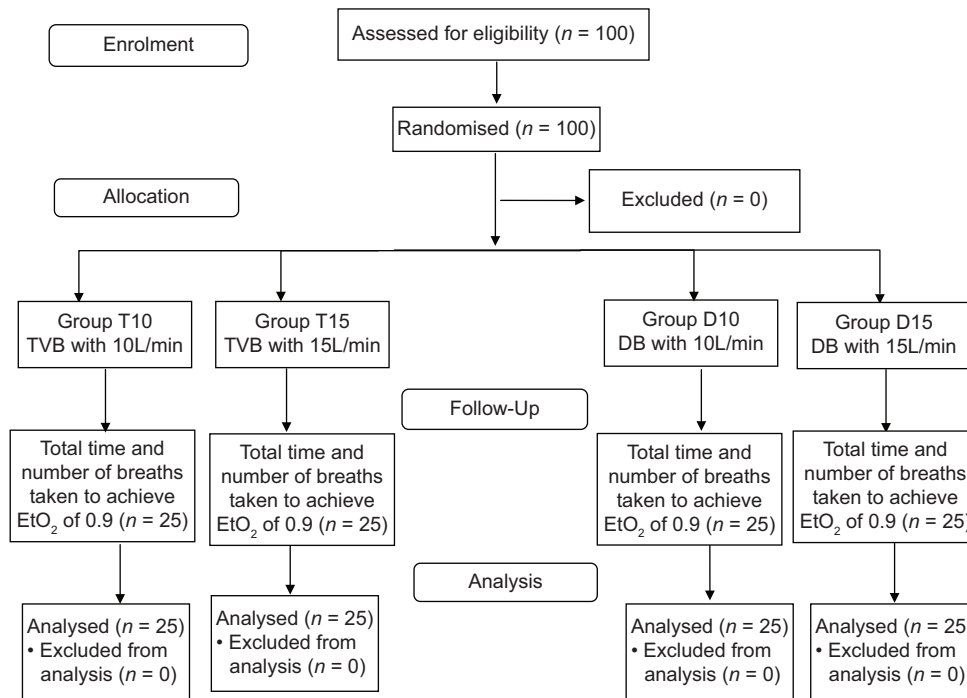 Enrolment
Assessed for eligibility (n = 100)
Randomised (n = 100)
Allocation
Excluded (n = 0)
Group T10
TVB with 10L/min
Group T15
TVB with 15L/min
Group D10
DB with 10L/min
Group D15
DB with 15L/min
Follow-Up
Total time and
number of breaths
taken to achieve
EtO₂ of 0.9 (n = 25)
Total time and
number of breaths
taken to achieve
EtO₂ of 0.9 (n = 25)
Total time and
number of breaths
taken to achieve
EtO₂ of 0.9 (n = 25)
Total time and
number of breaths
taken to achieve
EtO₂ of 0.9 (n = 25)
Analysis
Analysed (n = 25)
• Excluded from
analysis (n = 0)
Analysed (n = 25)
• Excluded from
analysis (n = 0)
Analysed (n = 25)
• Excluded from
analysis (n = 0)
Analysed (n = 25
• Excluded from
analysis (n = 0)